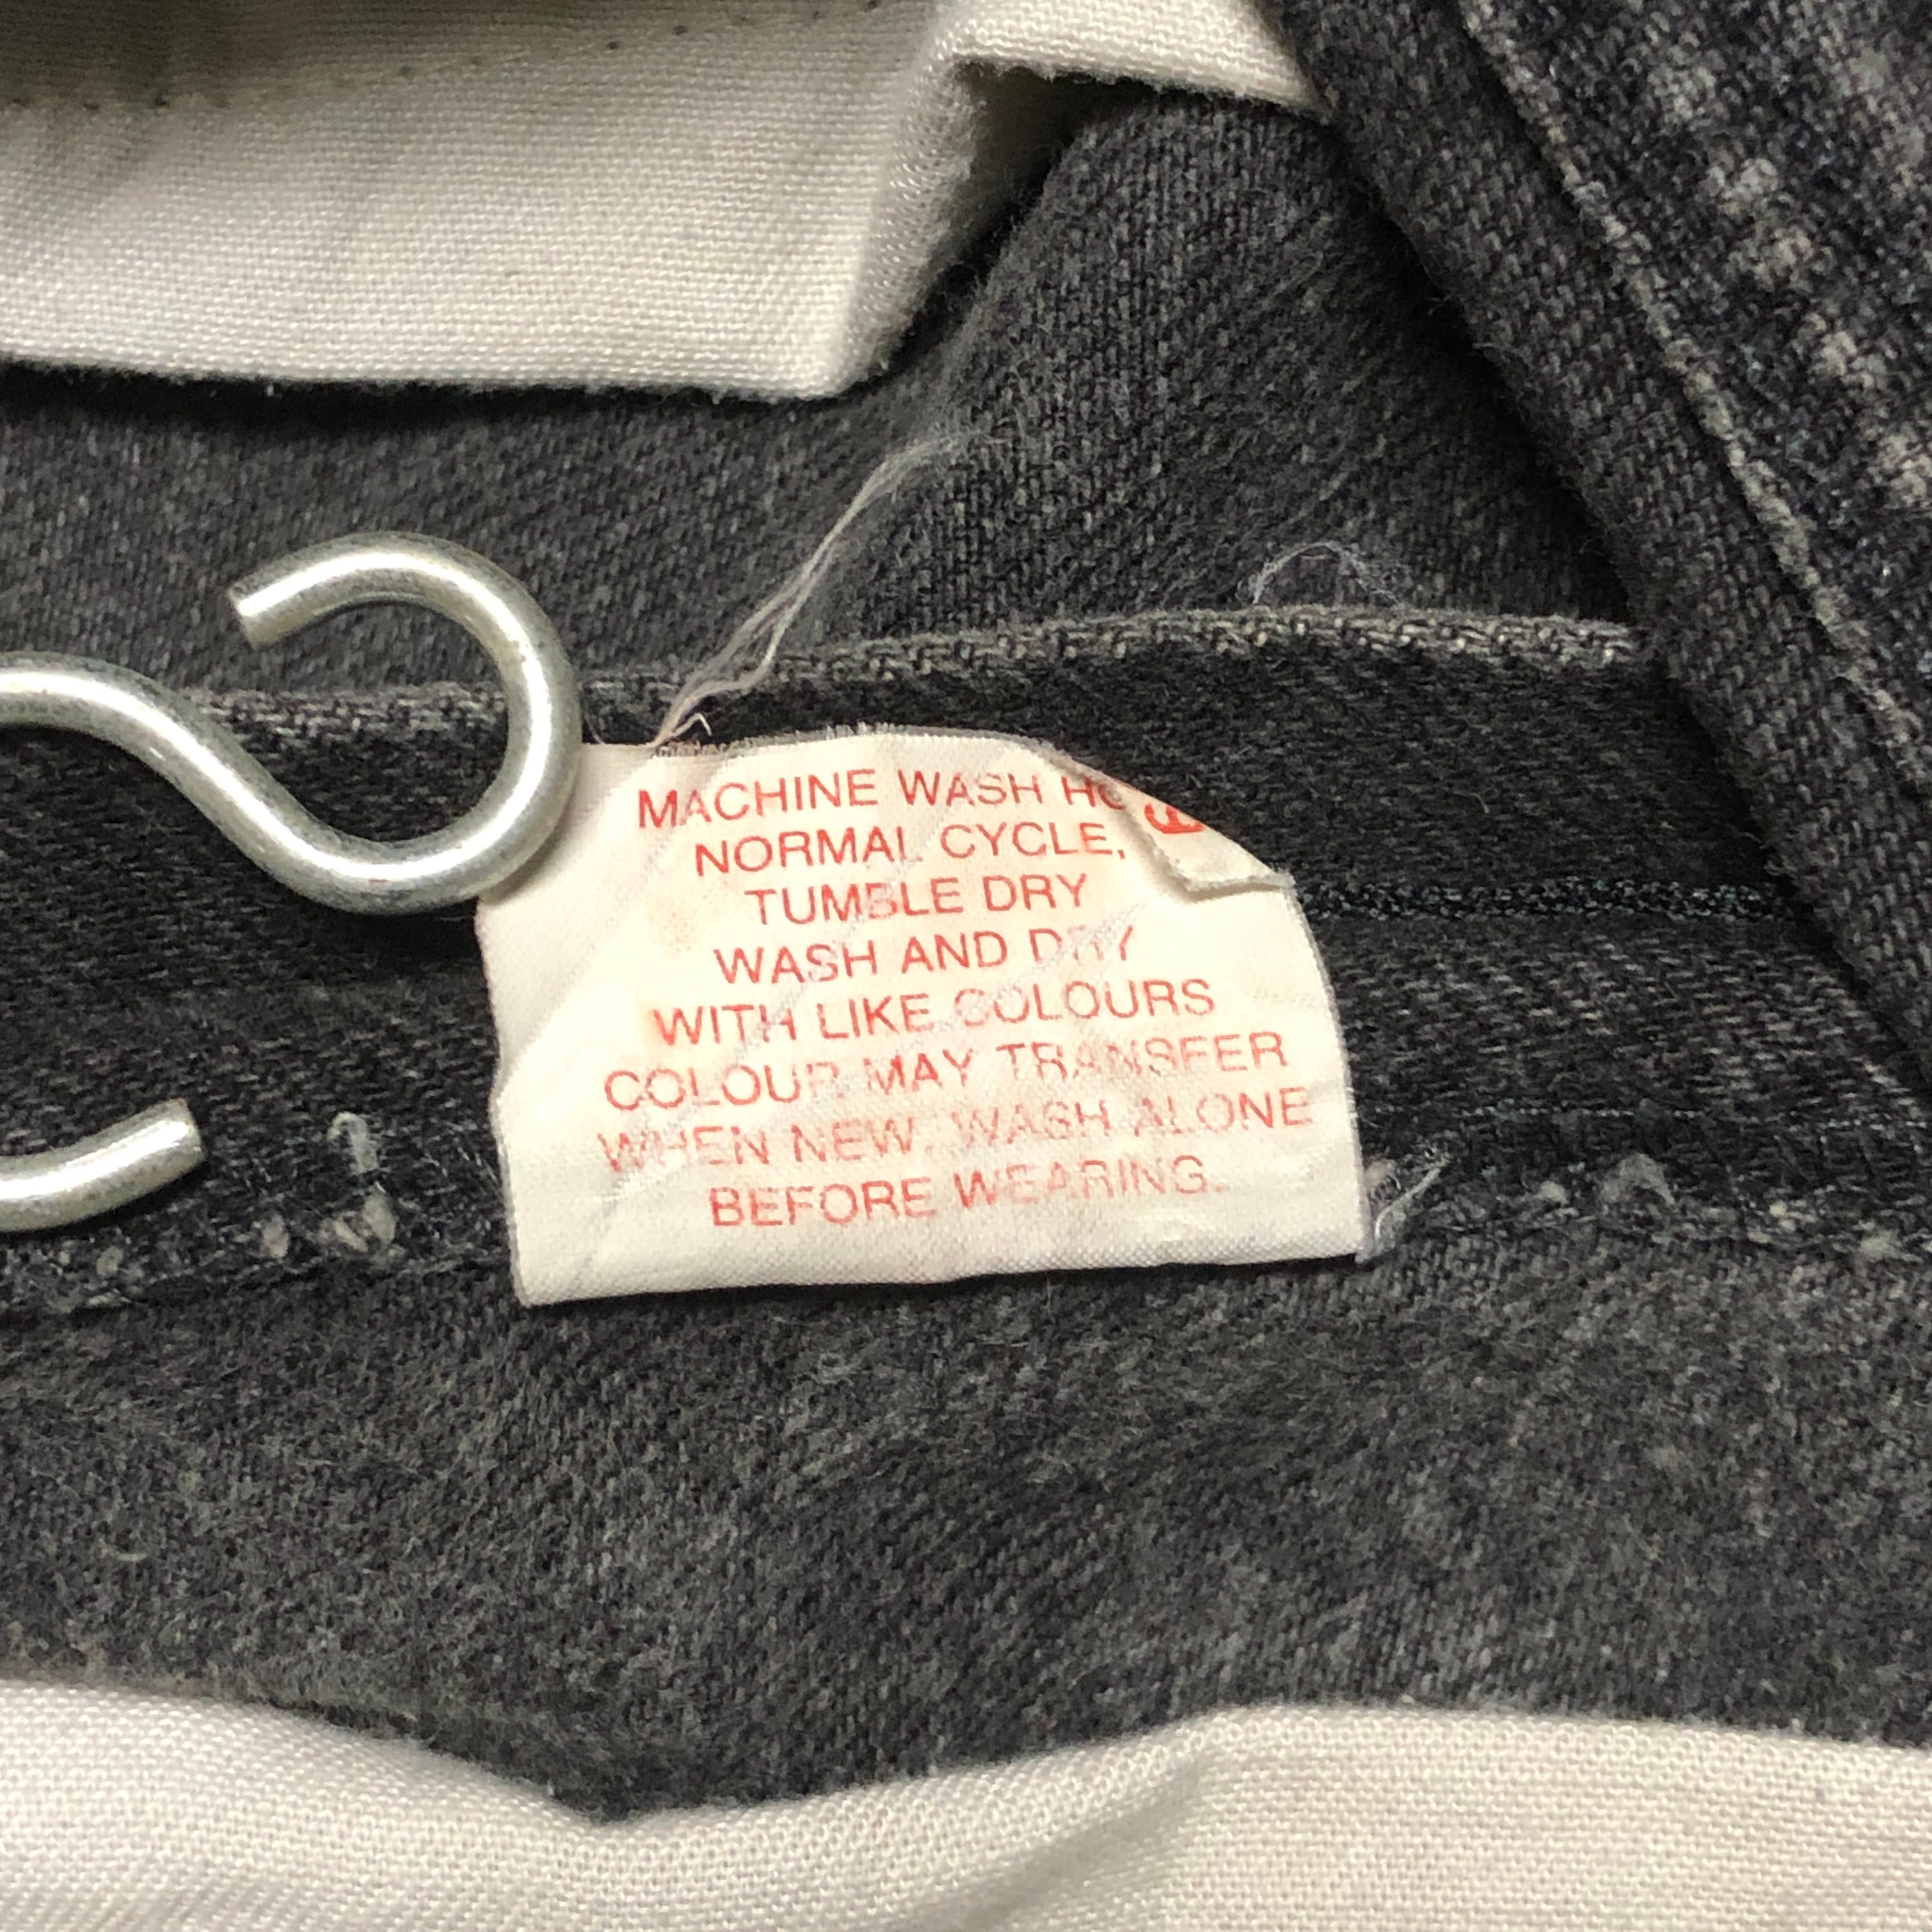 MACHINE WASH
NORMAL CYCLE,
TUMBLE DRY
WASH AND DRY
WITH LIKE COLOURS
COLOUR MAY TRANSFER
WHEN NEW. WASH ALONE
BEFORE WEARING.